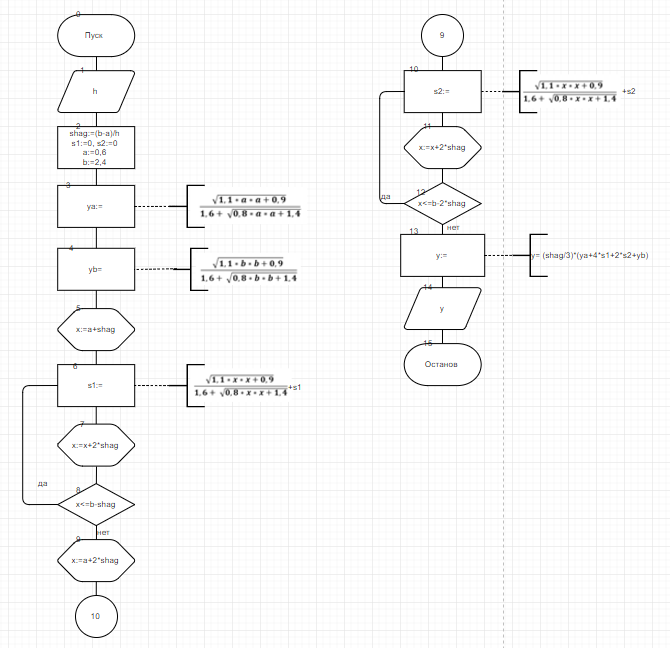 0
Пуск
1
h
2
shag:=(b-a)/h
s1:=0, s2:=0
a:=0,6
b:=2,4
3
ya:=
√1,1 * a * a + 0,9
1,6 + √0,8 * a * a + 1,4
4
yb=
√1,1 * b * b + 0,9
1,6 + √0,8 * b * b + 1,4
5
x:=a+shag
6
s1:=
√1,1 * x * x + 0,9
1,6 + √0,8 * x * x + 1,4 +s1
7
x:=x+2*shag
да
8
x<=b-shag
нет
9
x:=a+2*shag
10
9
10
s2:=
√1,1 * x * x + 0,9
1,6 + √0,8 * x * x + 1,4 +s2
11
x:=x+2*shag
12
да
x<=b-2*shag
нет
13
y:=
y= (shag/3)*(ya+4*s1+2*s2+yb)
14
y
15
Останов